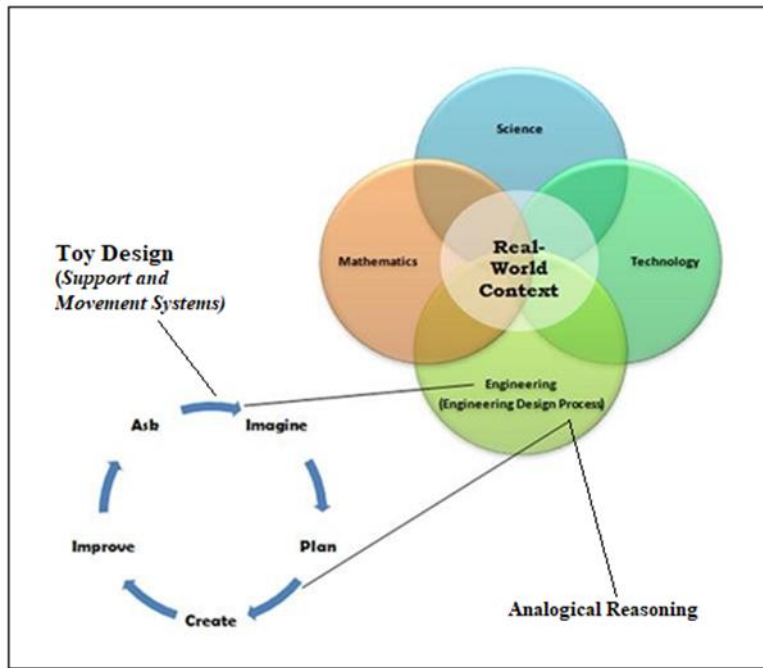 Science
Mathematics
Real-
World
Context
Technology
Engineering
(Engineering Design Process)
Toy Design
(Support and
Movement Systems)
Ask
Imagine
Plan
Create
Improve
Analogical Reasoning